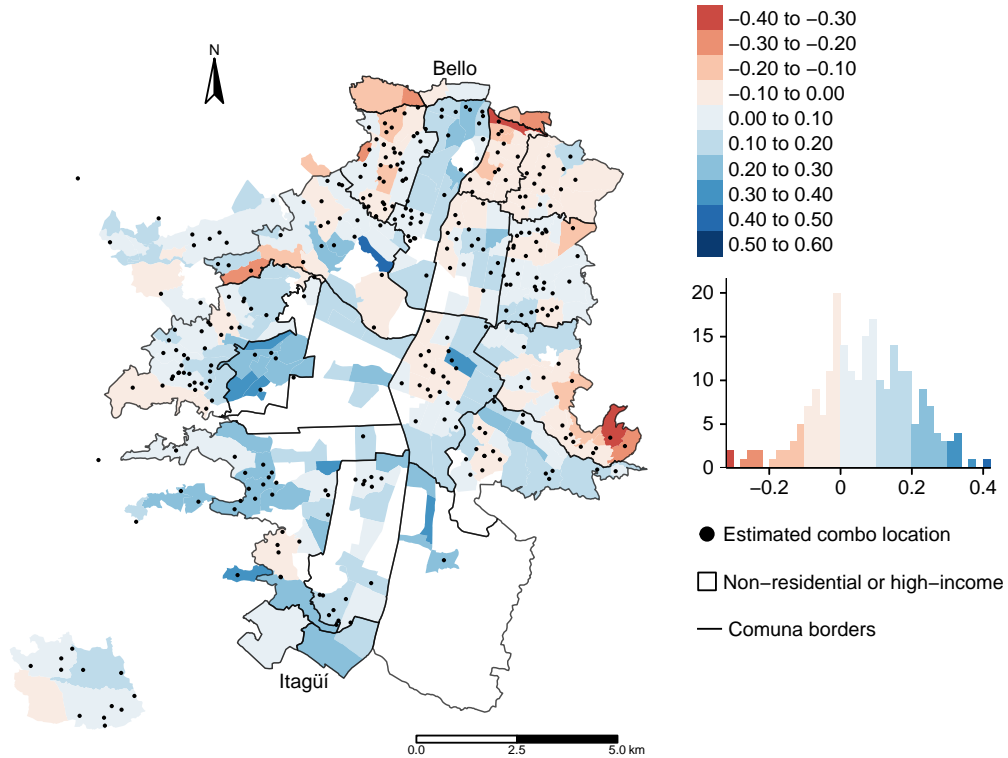 N
Bello
Itagüí
0.0 2.5 5.0 km
−0.40 to −0.30
−0.30 to −0.20
−0.20 to −0.10
−0.10 to 0.00
0.00 to 0.10
0.10 to 0.20
0.20 to 0.30
0.30 to 0.40
0.40 to 0.50
0.50 to 0.60
20
15
10
5
0
−0.2 0 0.2 0.4
Estimated combo location
Non−residential or high−income
Comuna borders